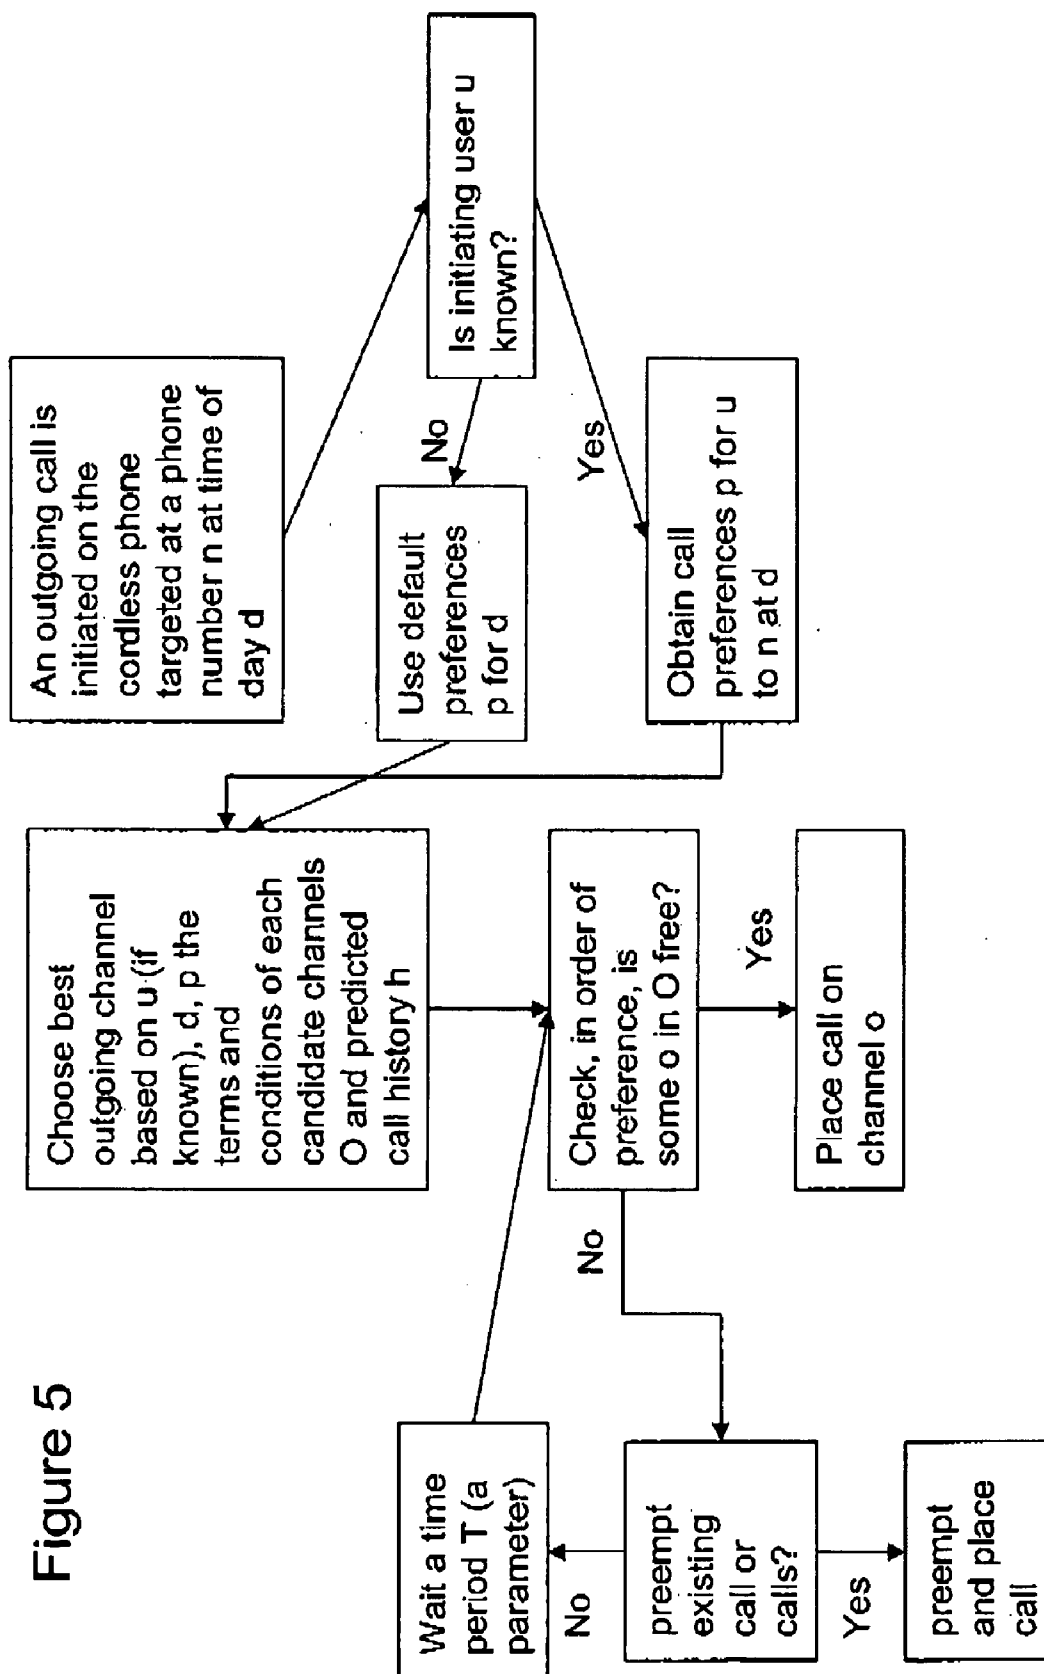 Figure 5
An outgoing call is
initiated on the
cordless phone
targeted at a phone
number n at time of
day d
Is initiating user u
known?
No
Yes
Use default
preferences
p for d
Obtain call
preferences p for u
to n at d
Choose best
outgoing channel
based on u (if
known), d, p the
terms and
conditions of each
candidate channels
O and predicted
call history h
Check, in order of
preference, is
some o in O free?
Yes
No
Place call on
channel o
Wait a time
period T (a
parameter)
No
preempt
existing
call or
calls?
Yes
preempt
and place
call